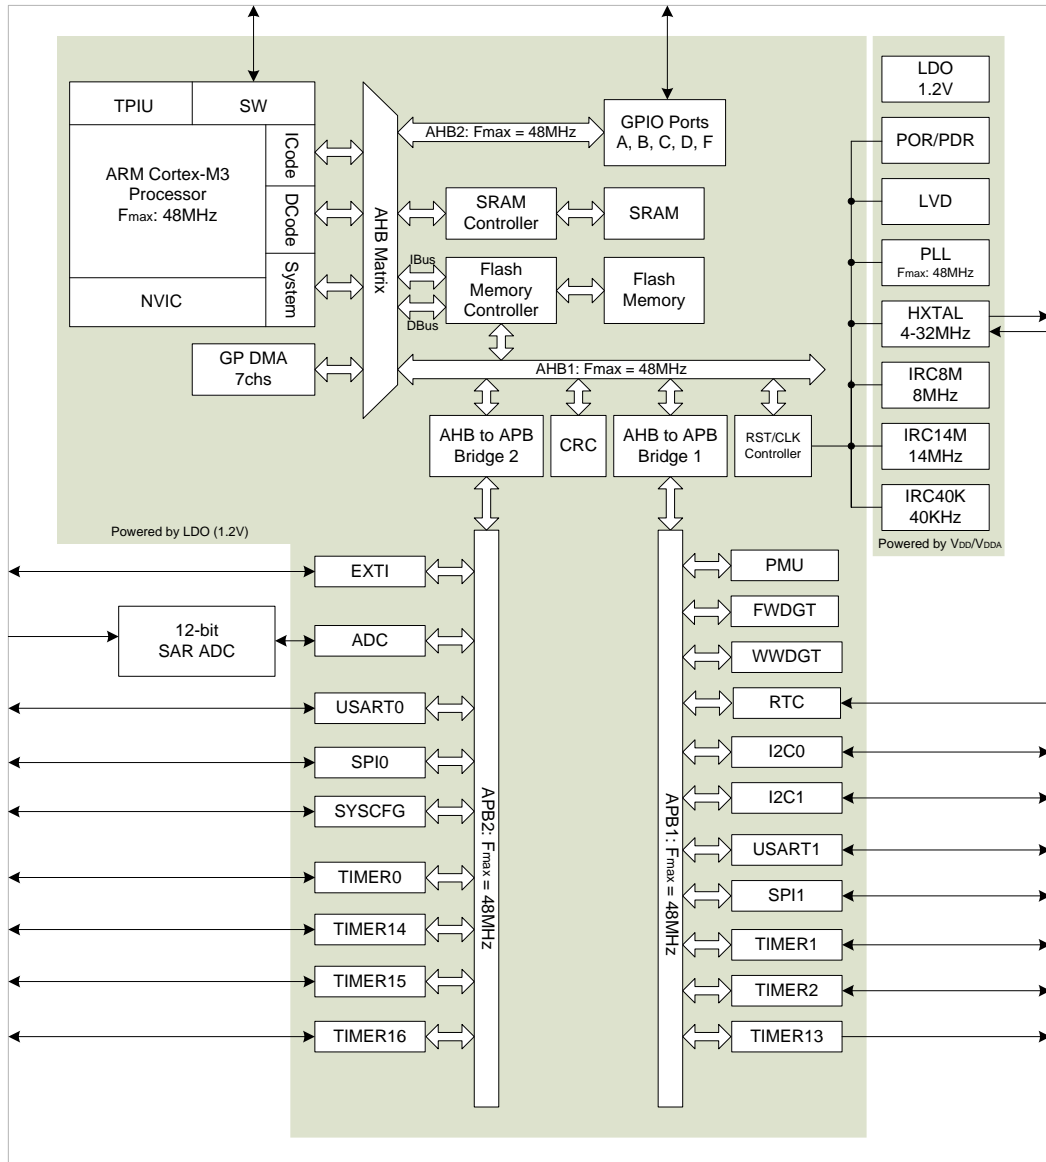 TPIU
SW
ARM Cortex-M3
Processor
Fmax: 48MHz
ICode
DCode
System
NVIC
GP DMA
7chs
AHB Matrix
AHB2: Fmax = 48MHz
GPIO Ports
A, B, C, D, F
SRAM
Controller
SRAM
IBus
DBus
Flash
Memory
Controller
Flash
Memory
AHB1: Fmax = 48MHz
AHB to APB
Bridge 2
CRC
AHB to APB
Bridge 1
RST/CLK
Controller
LDO
1.2V
POR/PDR
LVD
PLL
Fmax: 48MHz
HXTAL
4-32MHz
IRC8M
8MHz
IRC14M
14MHz
IRC40K
40KHz
Powered by VDD/VDDA
Powered by LDO (1.2V)
EXTI
12-bit
SAR ADC
ADC
USART0
SPI0
SYSCFG
TIMER0
TIMER14
TIMER15
TIMER16
APB2: Fmax = 48MHz
APB1: Fmax = 48MHz
PMU
FWDGT
WWDGT
RTC
I2C0
I2C1
USART1
SPI1
TIMER1
TIMER2
TIMER13